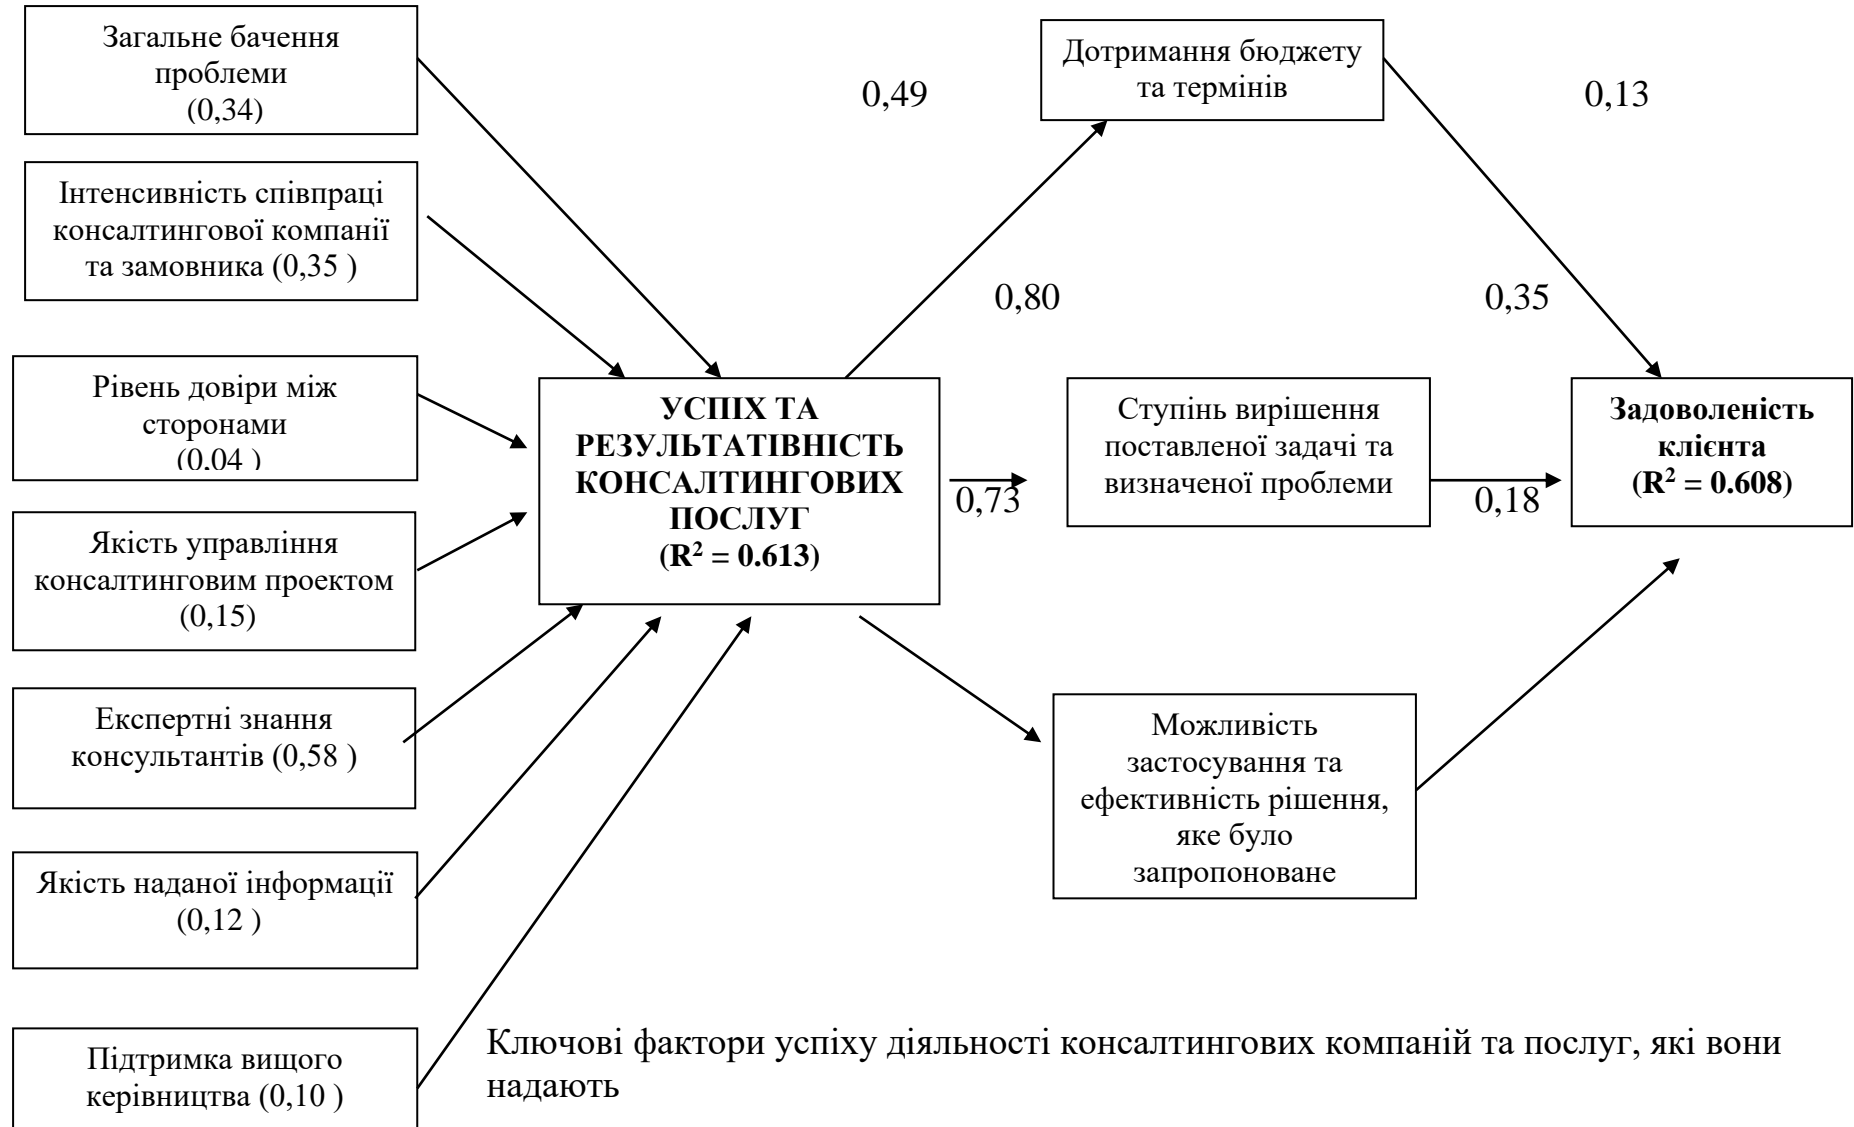 Загальне бачення
проблеми
(0,34)
Інтенсивність співпраці
консалтингової компанії
та замовника (0,35 )
Рівень довіри між
сторонами
(0,04 )
Якість управління
консалтинговим проектом
(0,15)
Експертні знання
консультантів (0,58 )
Якість наданої інформації
(0,12 )
Підтримка вищого
керівництва (0,10 )
УСПІХ ТА
РЕЗУЛЬТАТІВНІСТЬ
КОНСАЛТИНГОВИХ
ПОСЛУГ
(R² = 0.613)
0,49
0,80
0,73
Дотримання бюджету
та термінів
Ступінь вирішення
поставленої задачі та
визначеної проблеми
Можливість
застосування та
ефективність рішення,
яке було
запропоноване
0,13
0,35
0,18
Задоволеність
клієнта
(R² = 0.608)
Ключові фактори успіху діяльності консалтингових компаній та послуг, які вони
надають